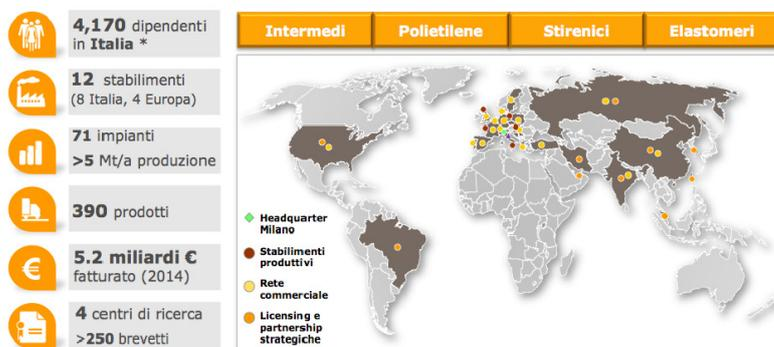 4,170 dipendenti
in Italia *
12 stabilimenti
(8 Italia, 4 Europa)
71 impianti
>5 Mt/a produzione
390 prodotti
5.2 miliardi €
fatturato (2014)
4 centri di ricerca
>250 brevetti
Intermedi
Polietilene
Stirenici
Elastomeri
Headquarter
Milano
Stabilimenti
produttivi
Rete
commerciale
Licensing e
partnership
strategiche